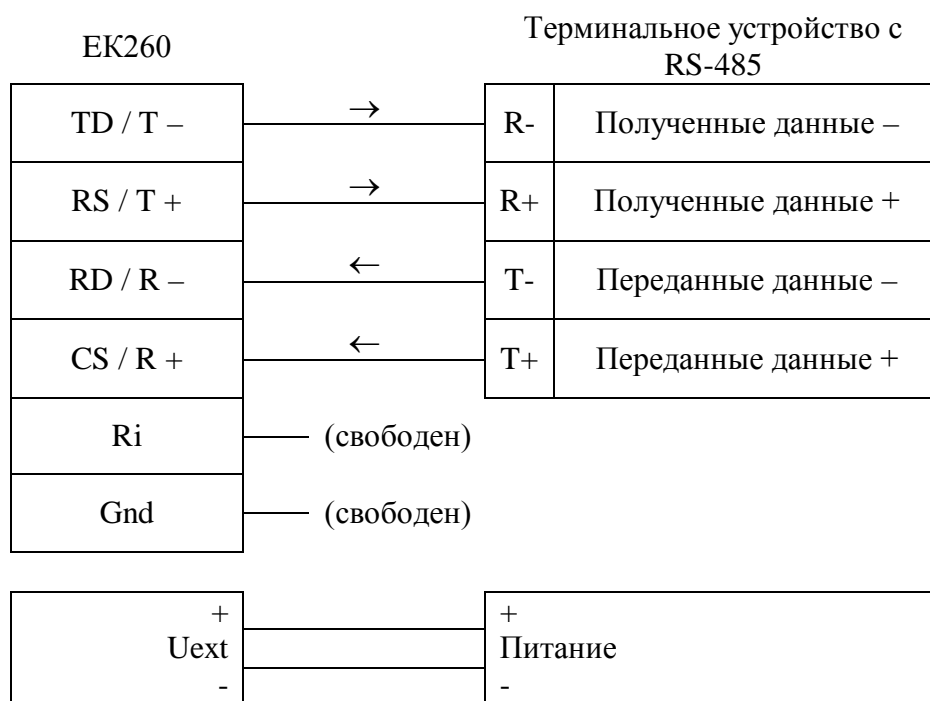 ЕК260
Терминальное устройство с
RS-485
TD / T –
→
R-
Полученные данные –
RS / T +
→
R+
Полученные данные +
RD / R –
←
T-
Переданные данные –
CS / R +
←
T+
Переданные данные +
Ri
(свободен)
Gnd
(свободен)
+
Uext
-
+
Питание
-